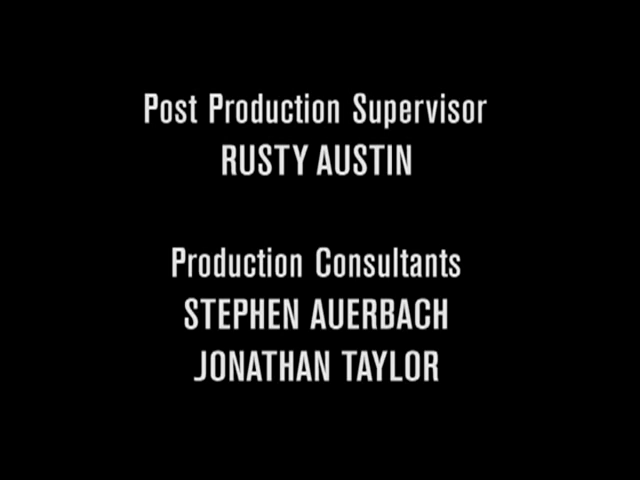 Post Production Supervisor
RUSTY AUSTIN
Production Consultants
STEPHEN AUERBACH
JONATHAN TAYLOR